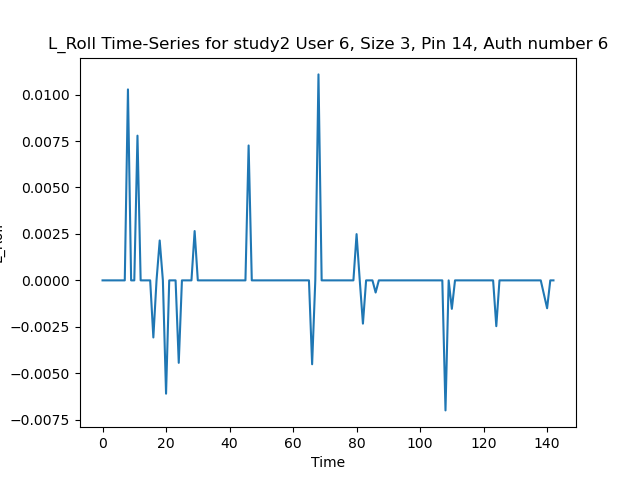 L_Roll Time-Series for study2 User 6, Size 3, Pin 14, Auth number 6
0.0100
0.0075
0.0050
0.0025
0.0000
−0.0025
−0.0050
−0.0075
L_Roll
0 20 40 60 80 100 120 140
Time